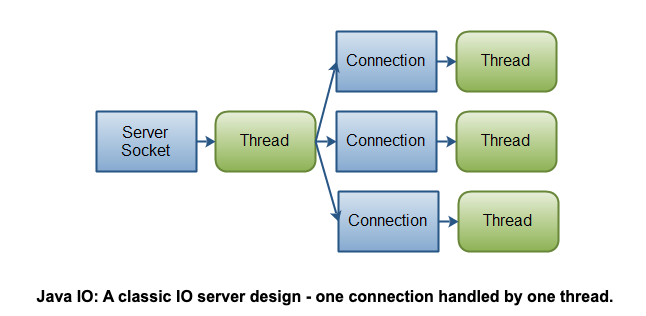 Connection
Thread
Server
Socket
Thread
Connection
Thread
Connection
Thread
Java IO: A classic IO server design - one connection handled by one thread.